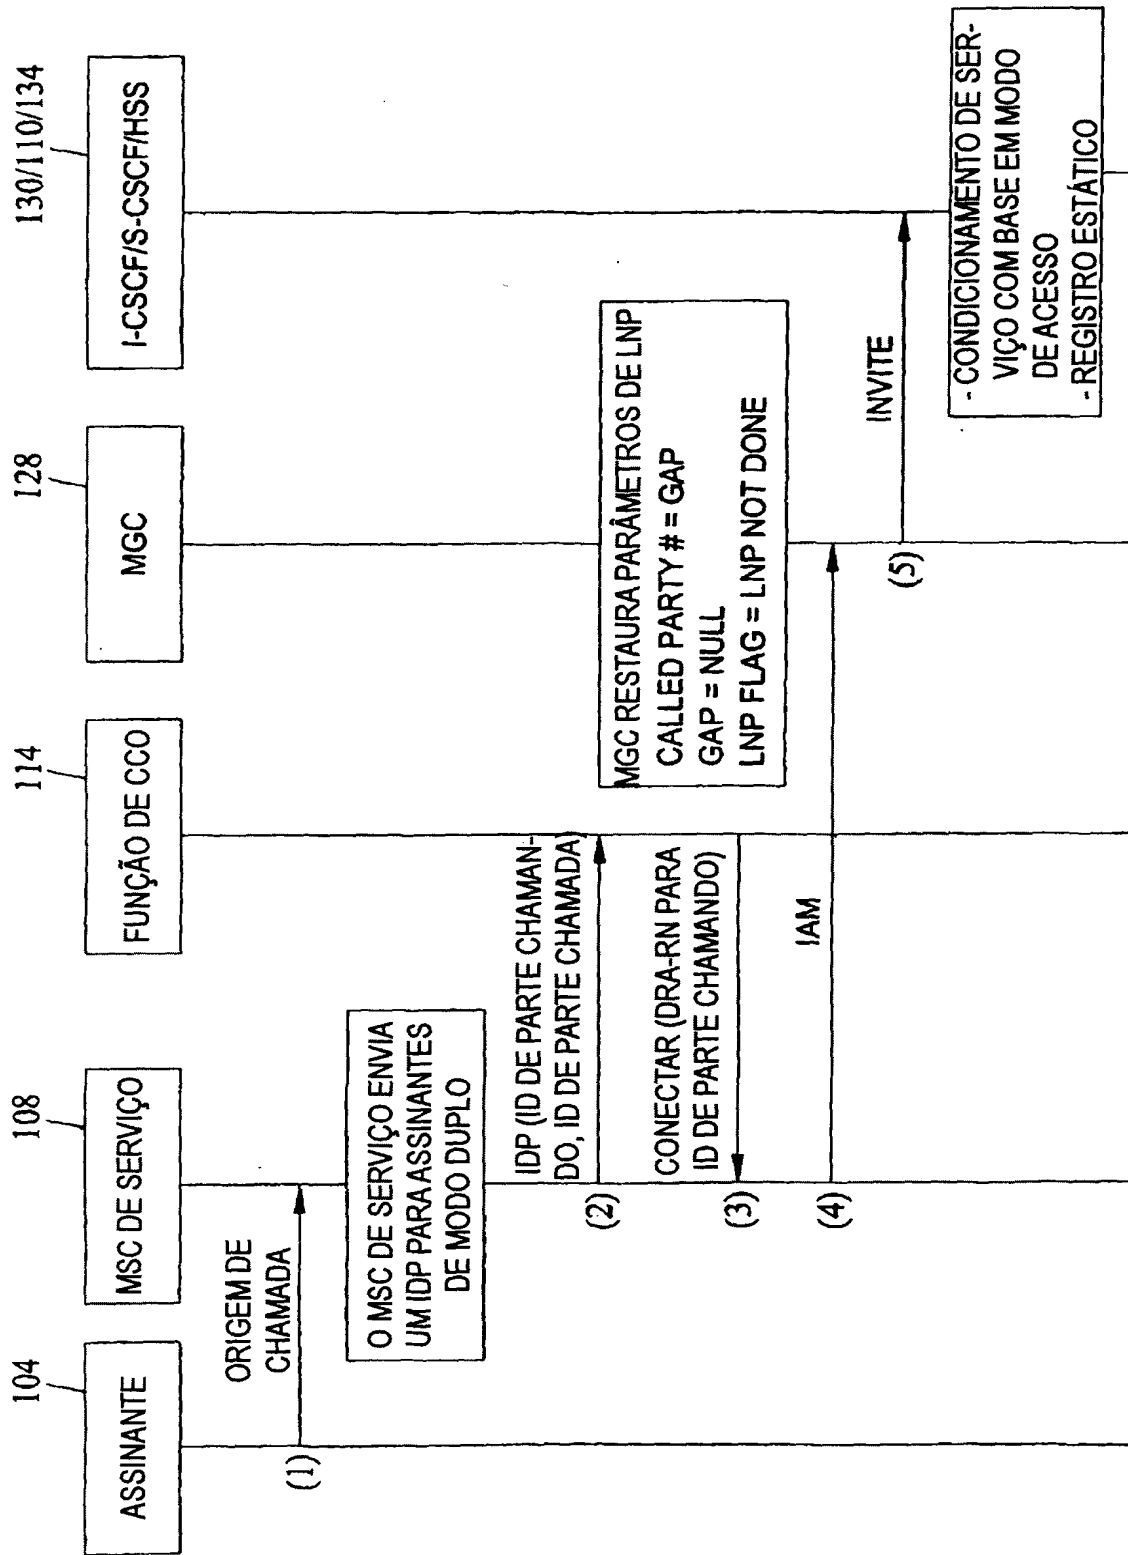 104
108
114
128
130/110/134
ASSINANTE
MSC DE SERVIÇO
FUNÇÃO DE CCO
MGC
I-CSCF/S-CSCF/HSS
ORIGEM DE
CHAMADA
(1)
O MSC DE SERVIÇO ENVIA
UM IDP PARA ASSINANTES
DE MODO DUPLO
IDP (ID DE PARTE CHAMAN-
DO, ID DE PARTE CHAMADA)
(2)
CONECTAR (DRA-RN PARA
ID DE PARTE CHAMANDO)
(3)
MGC RESTAURA PARÂMETROS DE LNP
CALLED PARTY # = GAP
GAP = NULL
LNP FLAG = LNP NOT DONE
IAM
(4)
INVITE
(5)
- CONDICIONAMENTO DE SER-
VIÇO COM BASE EM MODO
DE ACESSO
- REGISTRO ESTÁTICO